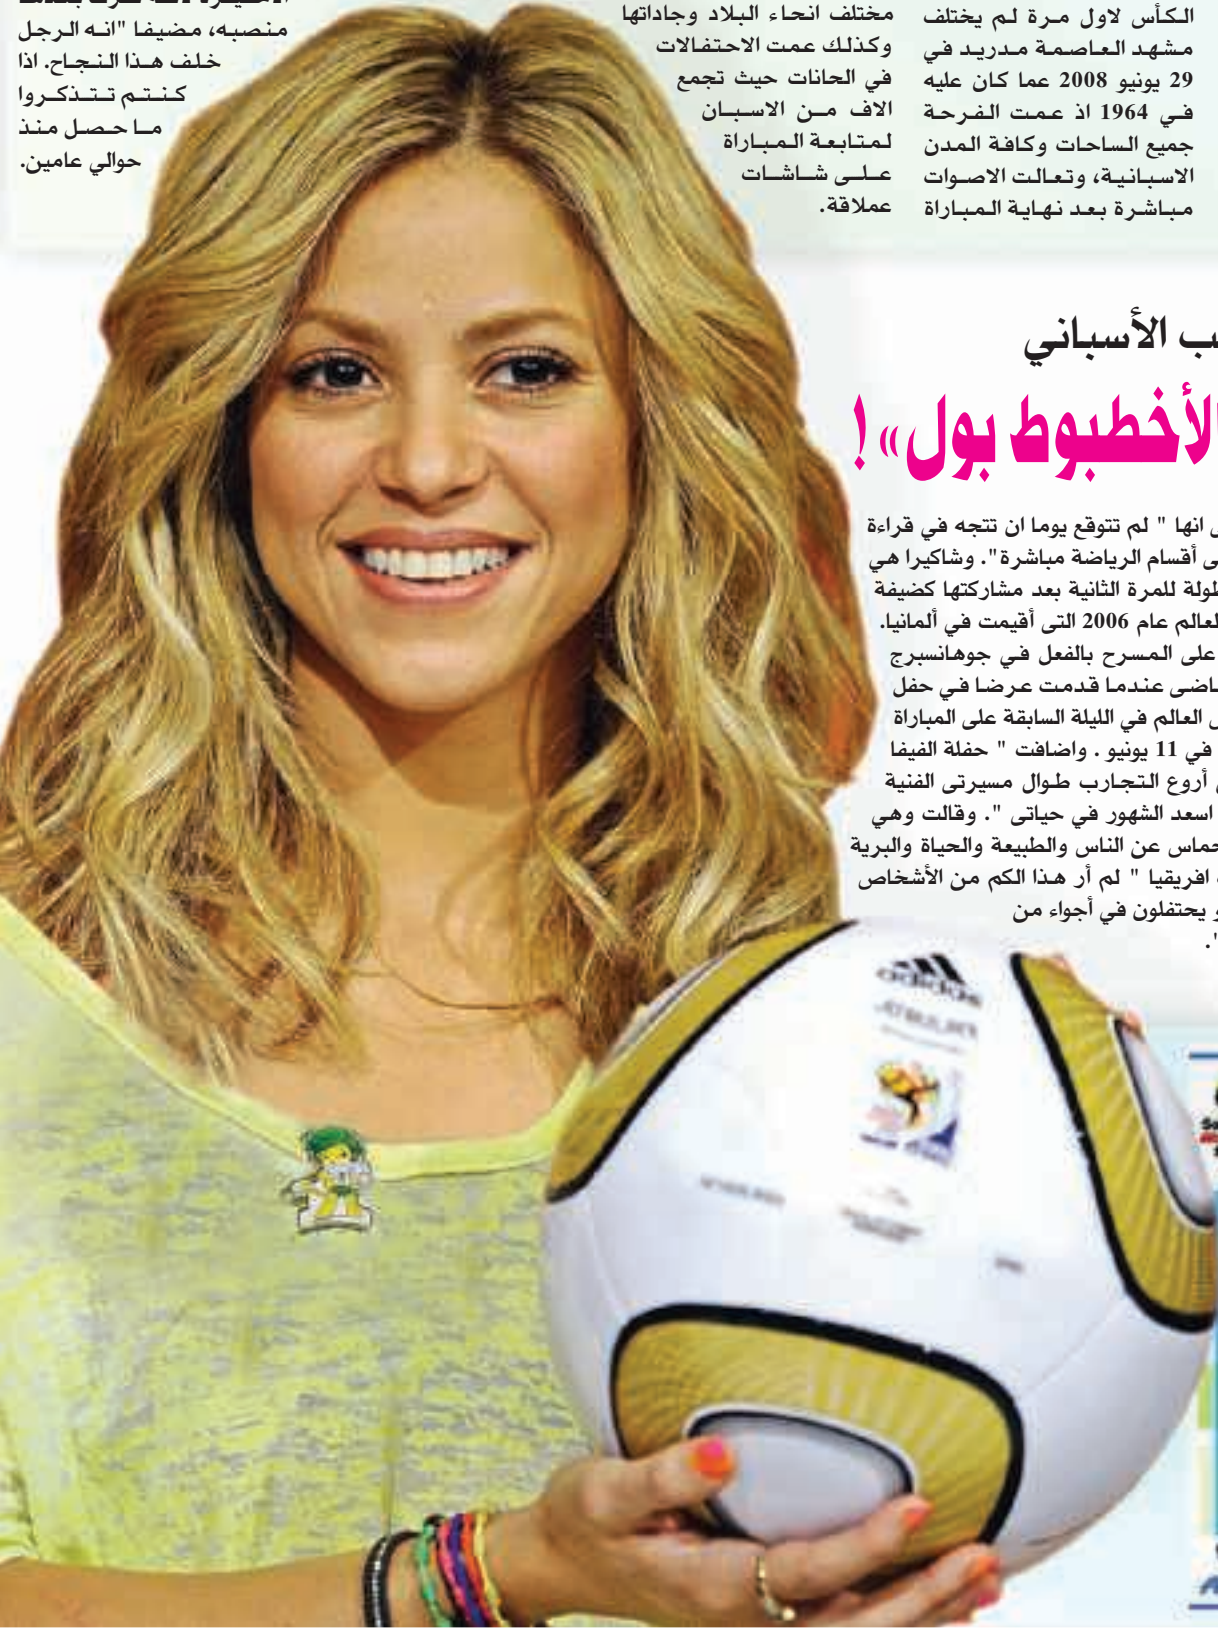 الكأس لاول مرة لم يختلف
مشهد العاصمة مدريد في
29 يونيو 2008 عما كان عليه
في 1964 اذ عمت الفرحة
جميع الساحات وكافة المدن
الاسبانية، وتعالت الاصوات
مباشرة بعد نهاية المباراة
مختلف انحاء البلاد وجاداتها
وكذلك عمت الاحتفالات
في الحانات حيث تجمع
الاف من الاسبان
لمتابعة المباراة
على شاشات
عملاقة.
منصبه، مضيفا "انه الرجل
خلف هذا النجاح. اذا
كنتم تتذكروا
ما حصل منذ
حوالي عامين.
ب الأسباني
الأخطبوط بول» !
انها " لم تتوقع يوما ان تتجه في قراءة
أقسام الرياضة مباشرة". وشاكيرا هي
طولة للمرة الثانية بعد مشاركتها كضيفة
لعالم عام 2006 التى أقيمت في ألمانيا.
على المسرح بالفعل في جوهانسبرج
اضى عندما قدمت عرضا في حفل
العالم في الليلة السابقة على المباراة
في 11 يونيو . واضافت " حفلة الفيفا
أروع التجارب طوال مسيرتى الفنية
اسعد الشهور في حياتى ". وقالت وهي
حماس عن الناس والطبيعة والحياة والبرية
افريقيا " لم أر هذا الكم من الأشخاص
يحتفلون في أجواء من
".
adidas